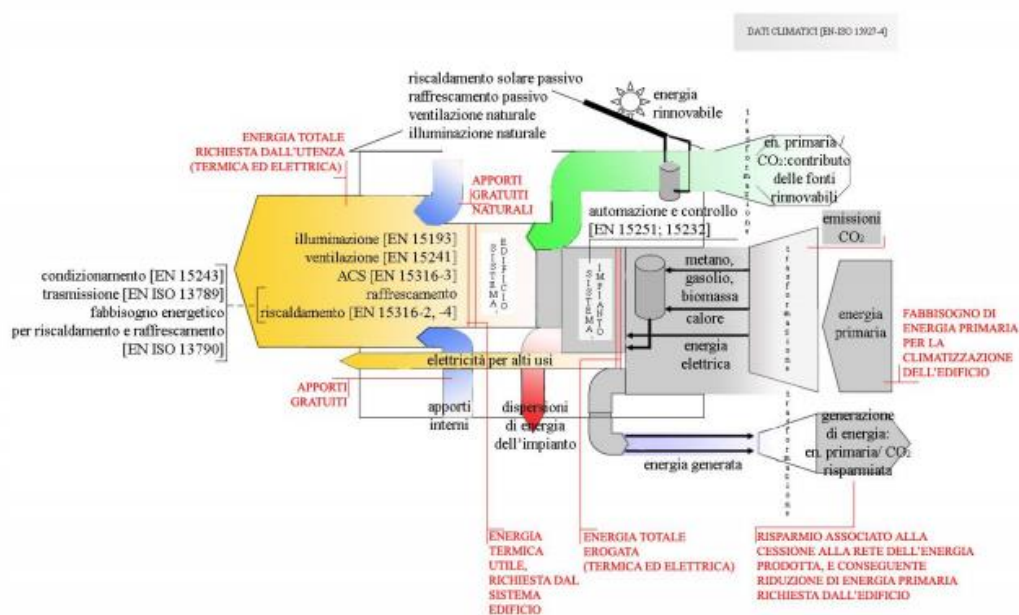 DATI CLIMATICI [EN-ISO 13927-4]
riscaldamento solare passivo
raffrescamento passivo
ventilazione naturale
illuminazione naturale
energia
rinnovabile
trasformazione
en. primaria /
CO₂:contributo
delle fonti
rinnovabili
ENERGIA TOTALE
RICHIESTA DALL'UTENZA
(TERMICA ED ELETTRICA)
APPORTI
GRATUITI
NATURALI
automazione e controllo
[EN 15251; 15232]
emissioni
CO₂
illuminazione [EN 15193]
ventilazione [EN 15241]
ACS [EN 15316-3]
raffrescamento
riscaldamento [EN 15316-2, -4]
SISTEMA
EDIFICIO
SISTEMA
IMPIANTO
metano,
gasolio,
biomassa
calore
energia
elettrica
trasformazione
energia
primaria
FABBISOGNO DI
ENERGIA PRIMARIA
PER LA
CLIMATIZZAZIONE
DELL'EDIFICIO
condizionamento [EN 15243]
trasmissione [EN ISO 13789]
fabbisogno energetico
per riscaldamento e raffrescamento
[EN ISO 13790]
elettricità per alti usi
APPORTI
GRATUITI
apporti
interni
dispersioni
di energia
dell'impianto
energia generata
trasformazione
generazione
di energia:
en. primaria/ CO₂
risparmiata
ENERGIA
TERMICA
UTILE,
RICHIESTA DAL
SISTEMA
EDIFICIO
ENERGIA TOTALE
EROGATA
(TERMICA ED ELETTRICA)
RISPARMIO ASSOCIATO ALLA
CESSIONE ALLA RETE DELL'ENERGIA
PRODOTTA, E CONSEGUENTE
RIDUZIONE DI ENERGIA PRIMARIA
RICHIESTA DALL'EDIFICIO